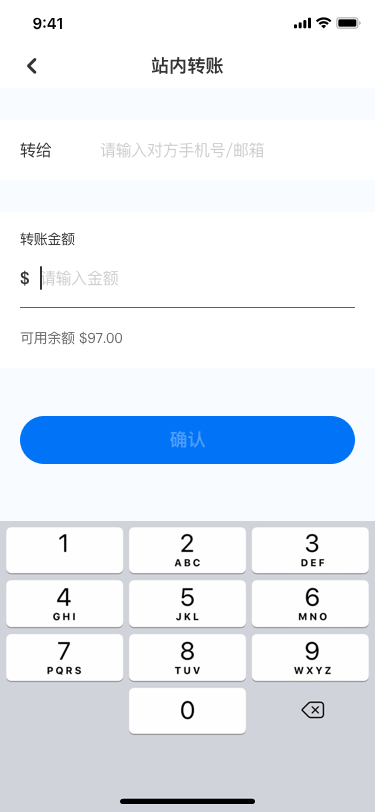 9:41
站内转账
转给 请输入对方手机号/邮箱
转账金额
$ 请输入金额
可用余额 $97.00
确认
1 2 3
ABC DEF
4 5 6
GHI JKL MNO
7 8 9
PQRS TUV WXYZ
0